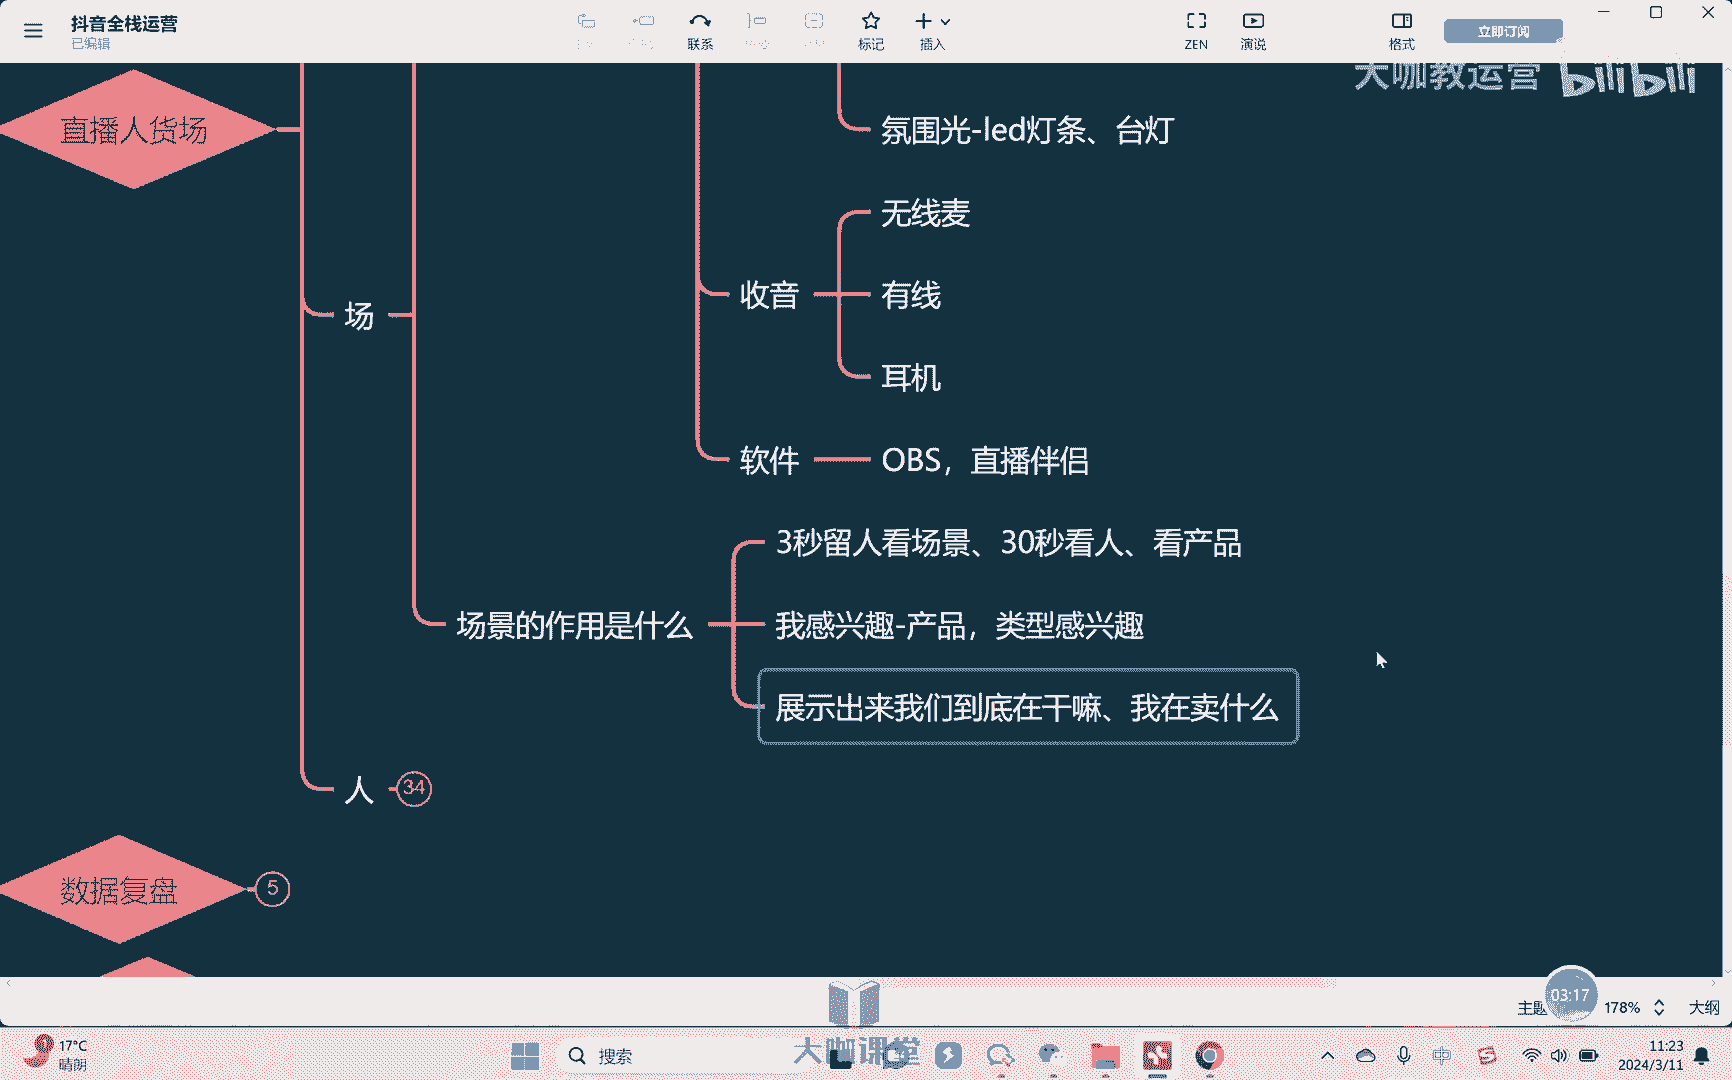 抖音全栈运营
已编辑
联系
标记
插入
ZEN
演说
格式
立即订阅
大咖教运营 bilibili
直播人货场
氛围光-led灯条、台灯
无线麦
场
收音
有线
耳机
软件
OBS，直播伴侣
3秒留人看场景、30秒看人、看产品
场景的作用是什么
我感兴趣-产品，类型感兴趣
展示出来我们到底在干嘛、我在卖什么
人
34
数据复盘
5
主题
03:17
178%
大纲
17°C
晴朗
搜索
大咖课堂
中
11:23
2024/3/11